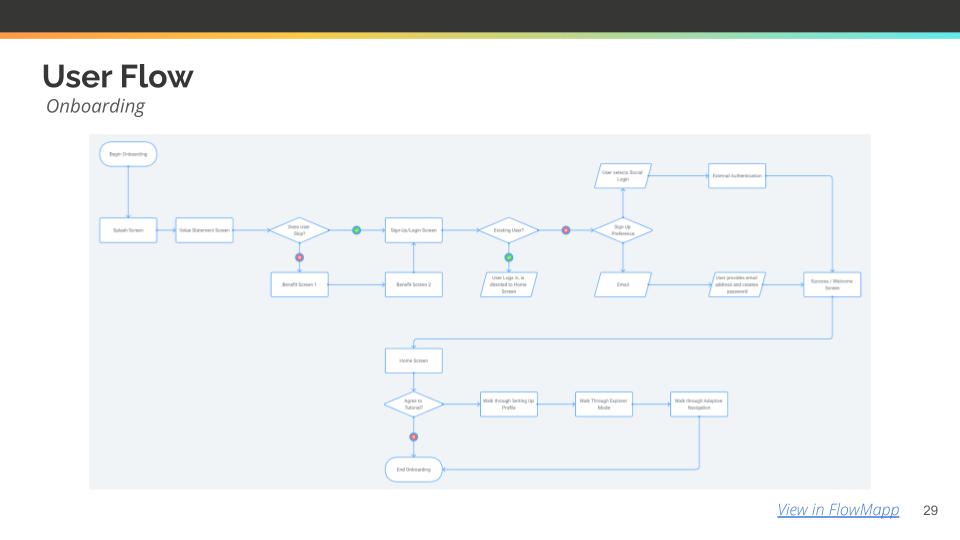 User Flow
Onboarding
Begin Onboarding
User selects Social
Login
External Authentication
Splash Screen
Value Statement Screen
Does User
Skip?
Sign-Up/Login Screen
Existing User?
Sign Up
Preference
Benefit Screen 1
Benefit Screen 2
User Logs in, is
directed to Home
Screen
Email
User provides email
address and creates
password
Success / Welcome
Screen
Home Screen
Agree to
Tutorial?
Walk through Setting Up
Profile
Walk Through Explorer
Mode
Walk through Adaptive
Navigation
End Onboarding
View in FlowMapp
29